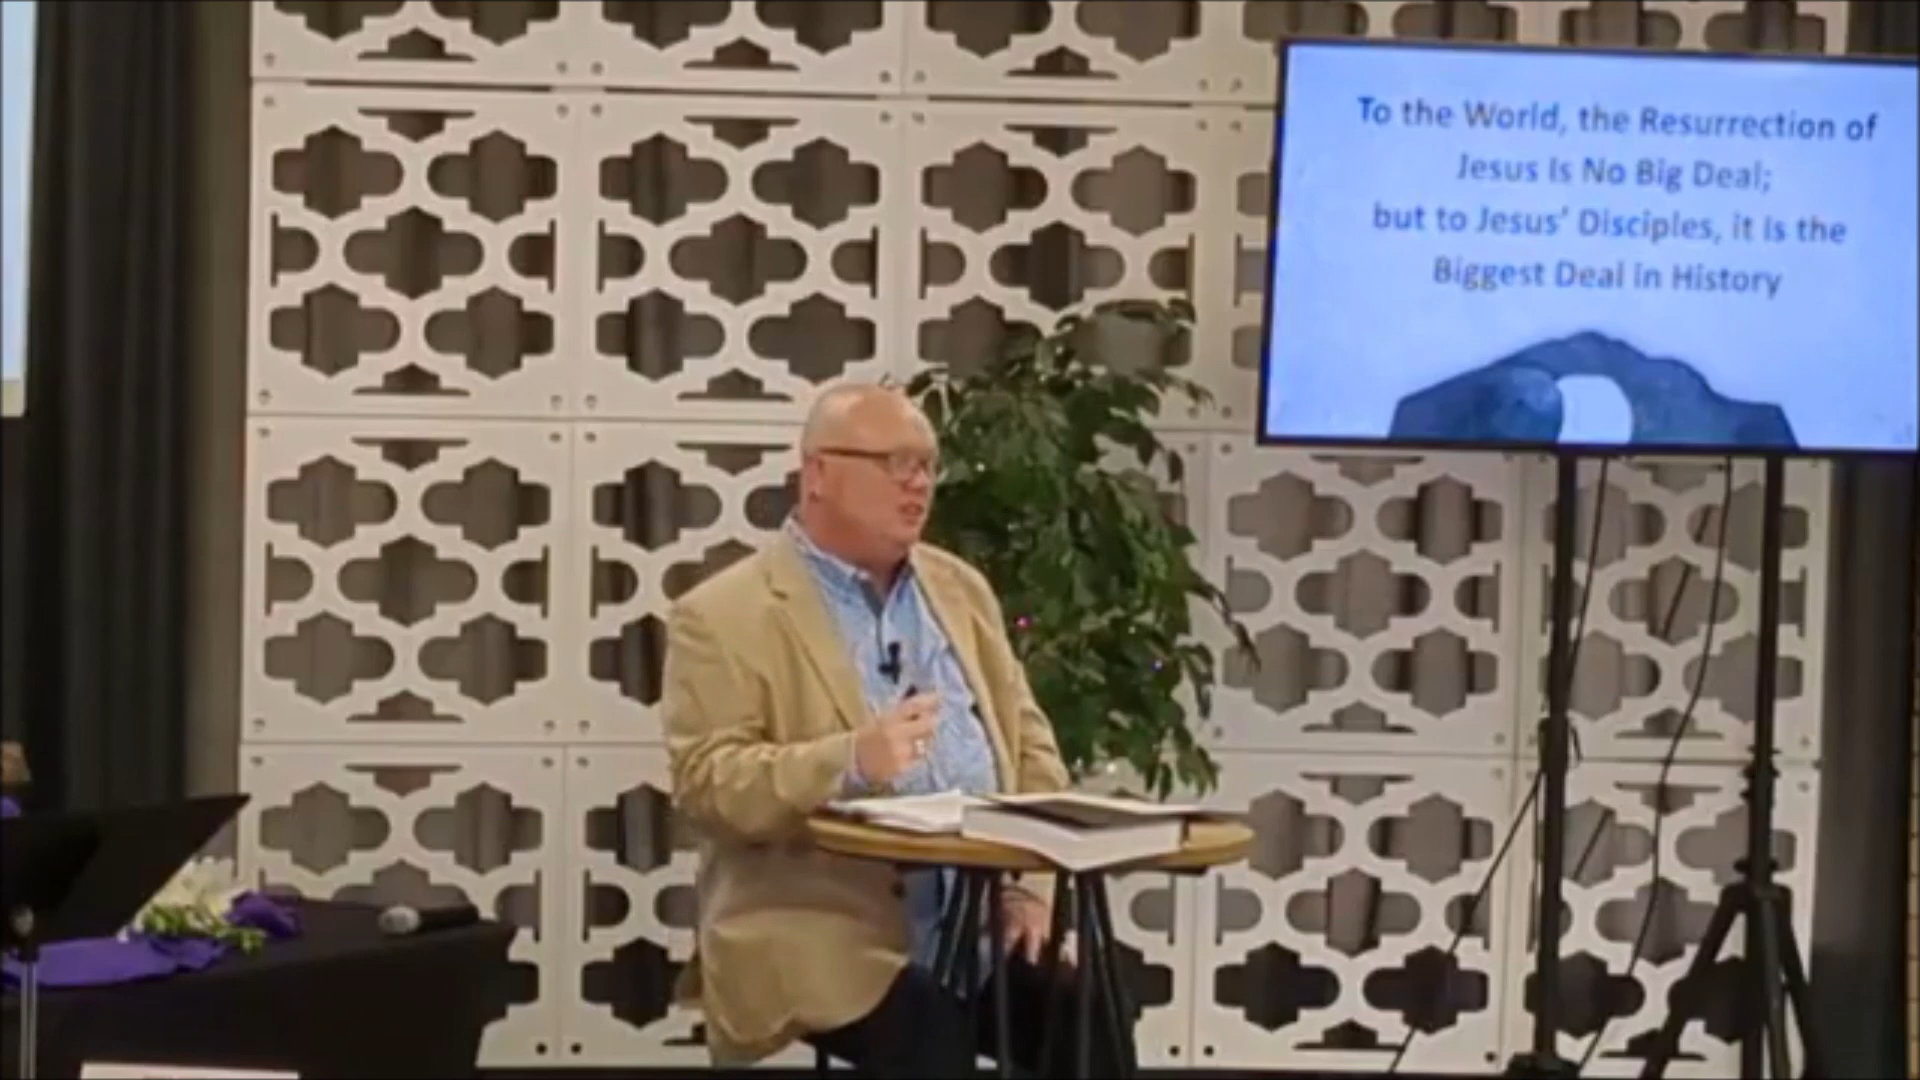 To the World, the Resurrection of
Jesus Is No Big Deal;
but to Jesus' Disciples, it is the
Biggest Deal in History